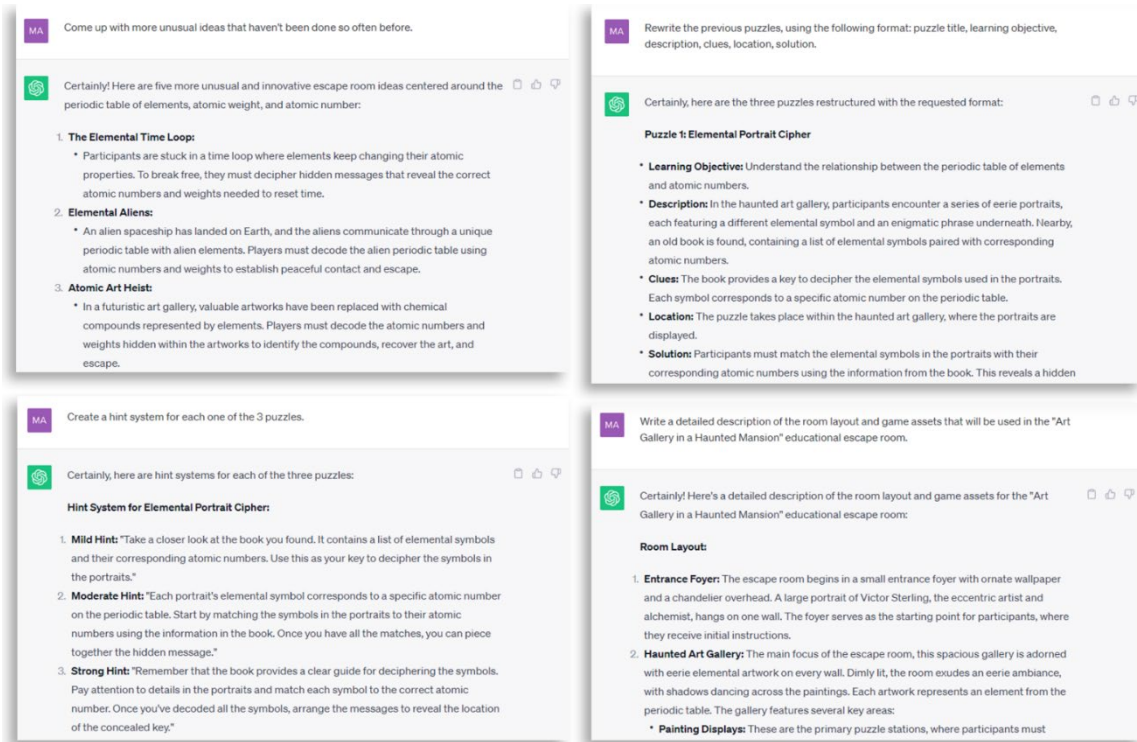 MA
Come up with more unusual ideas that haven't been done so often before.
Certainly! Here are five more unusual and innovative escape room ideas centered around the
periodic table of elements, atomic weight, and atomic number:
1. The Elemental Time Loop:
• Participants are stuck in a time loop where elements keep changing their atomic
properties. To break free, they must decipher hidden messages that reveal the correct
atomic numbers and weights needed to reset time.
2. Elemental Aliens:
• An alien spaceship has landed on Earth, and the aliens communicate through a unique
periodic table with alien elements. Players must decode the alien periodic table using
atomic numbers and weights to establish peaceful contact and escape.
3. Atomic Art Heist:
• In a futuristic art gallery, valuable artworks have been replaced with chemical
compounds represented by elements. Players must decode the atomic numbers and
weights hidden within the artworks to identify the compounds, recover the art, and
escape.
MA
Rewrite the previous puzzles, using the following format: puzzle title, learning objective,
description, clues, location, solution.
Certainly, here are the three puzzles restructured with the requested format:
Puzzle 1: Elemental Portrait Cipher
• Learning Objective: Understand the relationship between the periodic table of elements
and atomic numbers.
• Description: In the haunted art gallery, participants encounter a series of eerie portraits,
each featuring a different elemental symbol and an enigmatic phrase underneath. Nearby,
an old book is found, containing a list of elemental symbols paired with corresponding
atomic numbers.
• Clues: The book provides a key to decipher the elemental symbols used in the portraits.
Each symbol corresponds to a specific atomic number on the periodic table.
• Location: The puzzle takes place within the haunted art gallery, where the portraits are
displayed.
• Solution: Participants must match the elemental symbols in the portraits with their
corresponding atomic numbers using the information from the book. This reveals a hidden
MA
Create a hint system for each one of the 3 puzzles.
Certainly, here are hint systems for each of the three puzzles:
Hint System for Elemental Portrait Cipher:
1. Mild Hint: "Take a closer look at the book you found. It contains a list of elemental symbols
and their corresponding atomic numbers. Use this as your key to decipher the symbols in
the portraits."
2. Moderate Hint: "Each portrait's elemental symbol corresponds to a specific atomic number
on the periodic table. Start by matching the symbols in the portraits to their atomic
numbers using the information in the book. Once you have all the matches, you can piece
together the hidden message."
3. Strong Hint: "Remember that the book provides a clear guide for deciphering the symbols.
Pay attention to details in the portraits and match each symbol to the correct atomic
number. Once you've decoded all the symbols, arrange the messages to reveal the location
of the concealed key."
MA
Write a detailed description of the room layout and game assets that will be used in the "Art
Gallery in a Haunted Mansion" educational escape room.
Certainly! Here's a detailed description of the room layout and game assets for the "Art
Gallery in a Haunted Mansion" educational escape room:
Room Layout:
1. Entrance Foyer: The escape room begins in a small entrance foyer with ornate wallpaper
and a chandelier overhead. A large portrait of Victor Sterling, the eccentric artist and
alchemist, hangs on one wall. The foyer serves as the starting point for participants, where
they receive initial instructions.
2. Haunted Art Gallery: The main focus of the escape room, this spacious gallery is adorned
with eerie elemental artwork on every wall. Dimly lit, the room exudes an eerie ambiance,
with shadows dancing across the paintings. Each artwork represents an element from the
periodic table. The gallery features several key areas:
• Painting Displays: These are the primary puzzle stations, where participants must